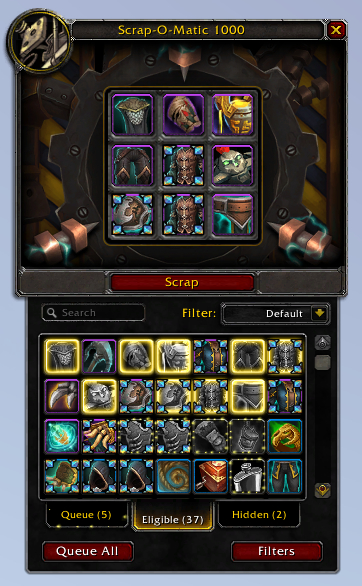 Scrap-O-Matic 1000
Scrap
Search
Filter:
Default
Queue (5)
Eligible (37)
Hidden (2)
Queue All
Filters